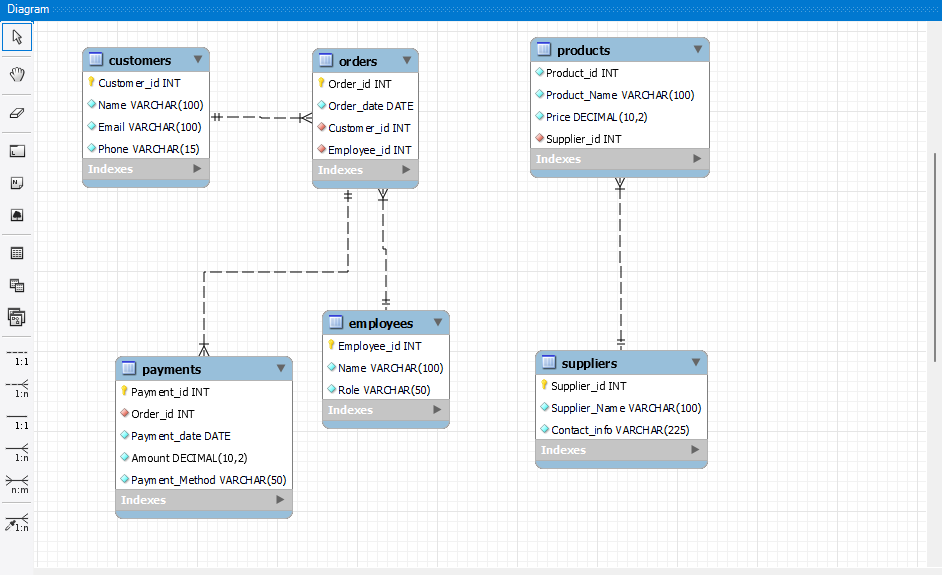 Diagram
customers
Customer_id INT
Name VARCHAR(100)
Email VARCHAR(100)
Phone VARCHAR(15)
Indexes
orders
Order_id INT
Order_date DATE
Customer_id INT
Employee_id INT
Indexes
products
Product_id INT
Product_Name VARCHAR(100)
Price DECIMAL(10,2)
Supplier_id INT
Indexes
employees
Employee_id INT
Name VARCHAR(100)
Role VARCHAR(50)
Indexes
payments
Payment_id INT
Order_id INT
Payment_date DATE
Amount DECIMAL(10,2)
Payment_Method VARCHAR(50)
Indexes
suppliers
Supplier_id INT
Supplier_Name VARCHAR(100)
Contact_info VARCHAR(225)
Indexes
1:1
1:n
1:1
1:n
n:m
1:n